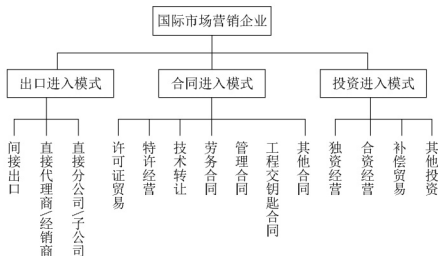 国际市场营销企业
出口进入模式
合同进入模式
投资进入模式
间接出口
直接代理商\经销商
直接分公司\子公司
许可证贸易
特许经营
技术转让
劳务合同
管理合同
工程交钥匙合同
其他合同
独资经营
合资经营
补偿贸易
其他投资